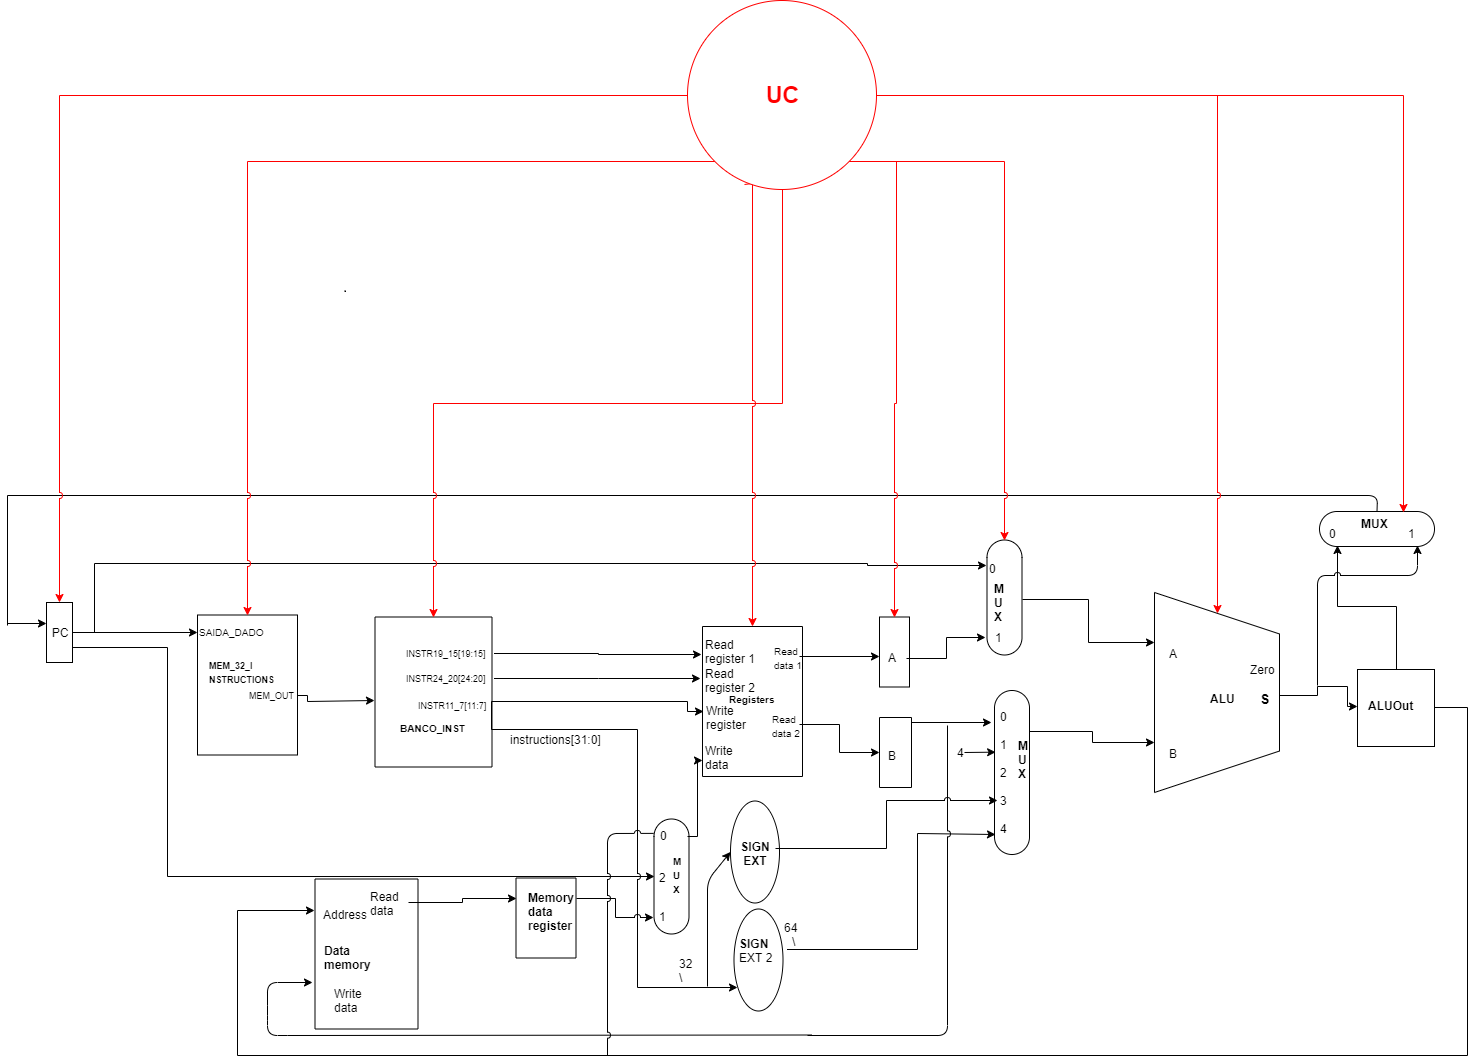 UC
.
MUX
0
1
0
M
U
X
1
PC
SAIDA_DADO
MEM_32_I
NSTRUCTIONS
MEM_OUT
INSTR19_15[19:15]
INSTR24_20[24:20]
INSTR11_7[11:7]
BANCO_INST
instructions[31:0]
Read
register 1
Read
register 2
Registers
Write
register
Write
data
Read
data 1
Read
data 2
A
B
0
4
1
2
3
4
M
U
X
A
B
Zero
ALU
S
ALUOut
0
2
1
M
U
X
SIGN
EXT
SIGN
EXT 2
64
\
32
\
Read
data
Address
Data
memory
Write
data
Memory
data
register